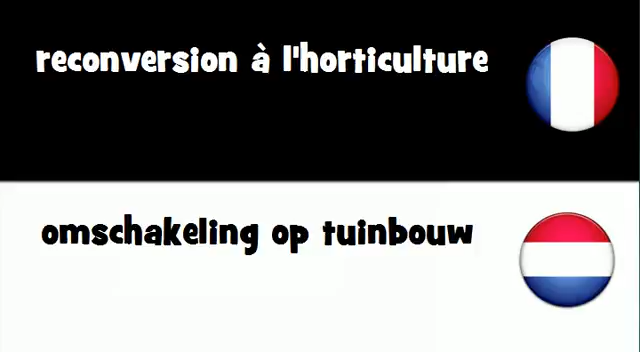 reconversion à l'horticulture
omschakeling op tuinbouw